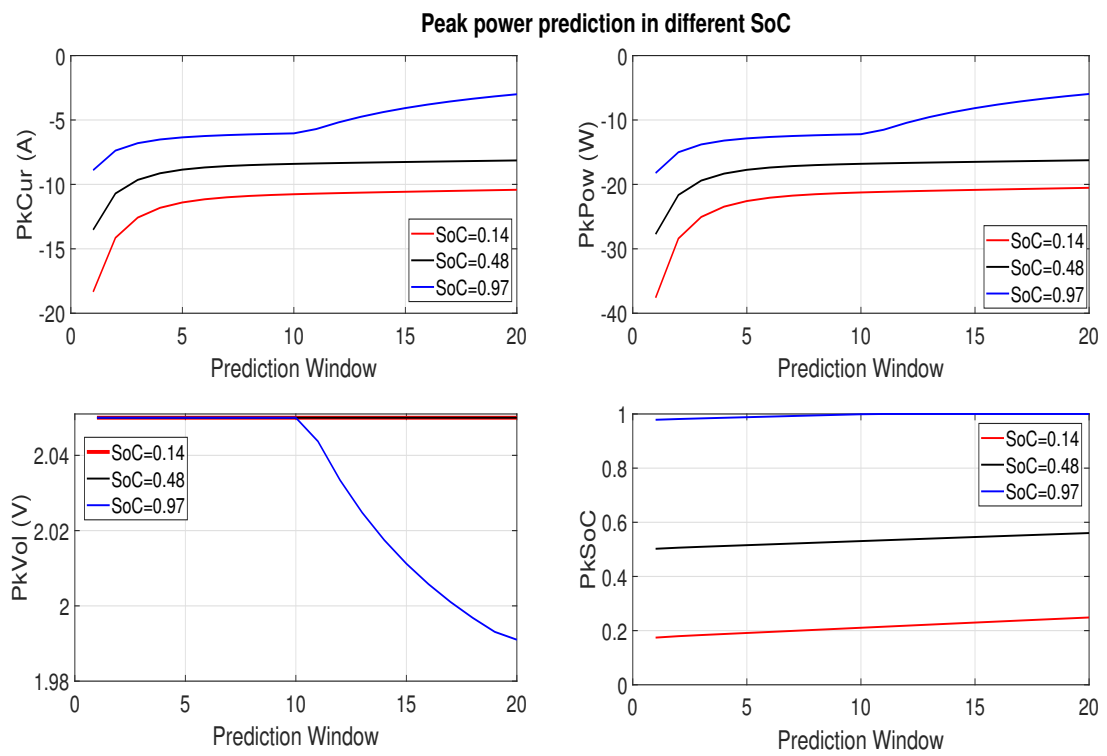 Peak power prediction in different SoC
0
-5
-10
-15
-20
PkCur (A)
SoC=0.14
SoC=0.48
SoC=0.97
0 5 10 15 20
Prediction Window
0
-10
-20
-30
-40
PkPow (W)
SoC=0.14
SoC=0.48
SoC=0.97
0 5 10 15 20
Prediction Window
2.04
2.02
2
1.98
PkVol (V)
SoC=0.14
SoC=0.48
SoC=0.97
0 5 10 15 20
Prediction Window
1
0.8
0.6
0.4
0.2
0
PkSoC
SoC=0.14
SoC=0.48
SoC=0.97
0 5 10 15 20
Prediction Window